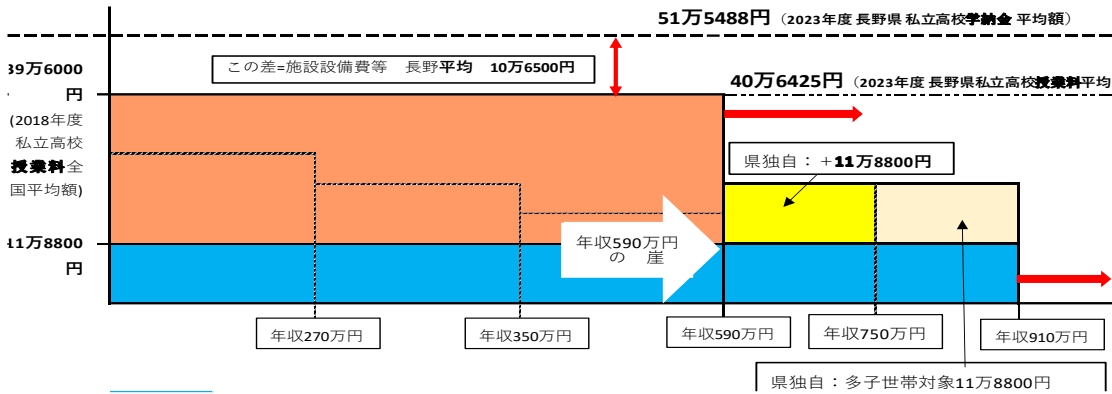 51万5488円（2023年度 長野県 私立高校学納金 平均額）
この差=施設設備費等　長野平均　10万6500円
39万6000
円
(2018年度
私立高校
授業料全
国平均額)
40万6425円（2023年度 長野県私立高校授業料平均
県独自：＋11万8800円
11万8800
円
年収590万円
の　崖
年収270万円
年収350万円
年収590万円
年収750万円
年収910万円
県独自：多子世帯対象11万8800円